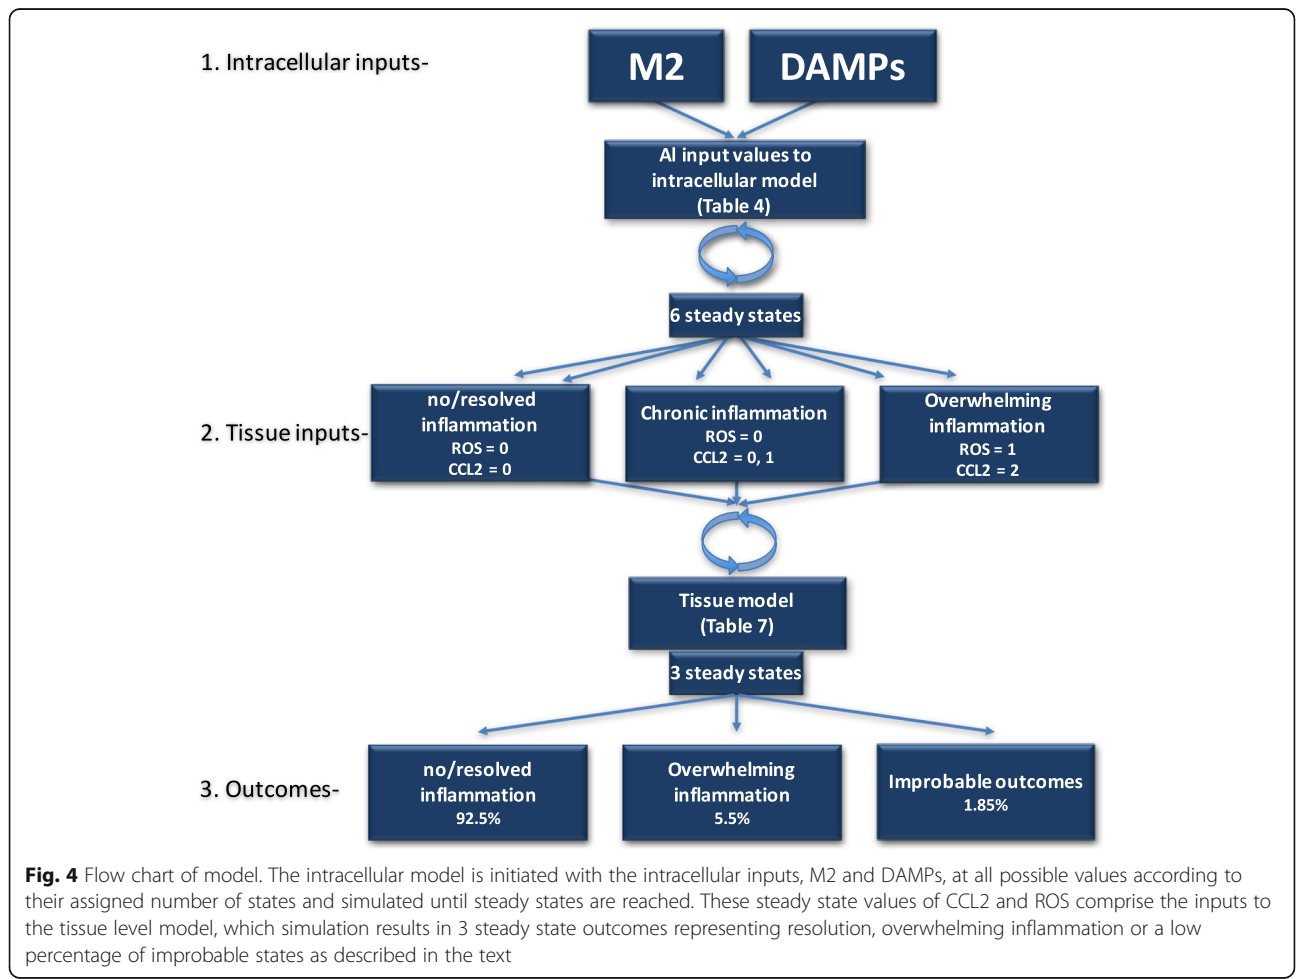 1. Intracellular inputs-
M2
DAMPs
Al input values to
intracellular model
(Table 4)
6 steady states
2. Tissue inputs-
no/resolved
inflammation
ROS = 0
CCL2 = 0
Chronic inflammation
ROS = 0
CCL2 = 0, 1
Overwhelming
inflammation
ROS = 1
CCL2 = 2
Tissue model
(Table 7)
3 steady states
3. Outcomes-
no/resolved
inflammation
92.5%
Overwhelming
inflammation
5.5%
Improbable outcomes
1.85%
Fig. 4 Flow chart of model. The intracellular model is initiated with the intracellular inputs, M2 and DAMPs, at all possible values according to
their assigned number of states and simulated until steady states are reached. These steady state values of CCL2 and ROS comprise the inputs to
the tissue level model, which simulation results in 3 steady state outcomes representing resolution, overwhelming inflammation or a low
percentage of improbable states as described in the text